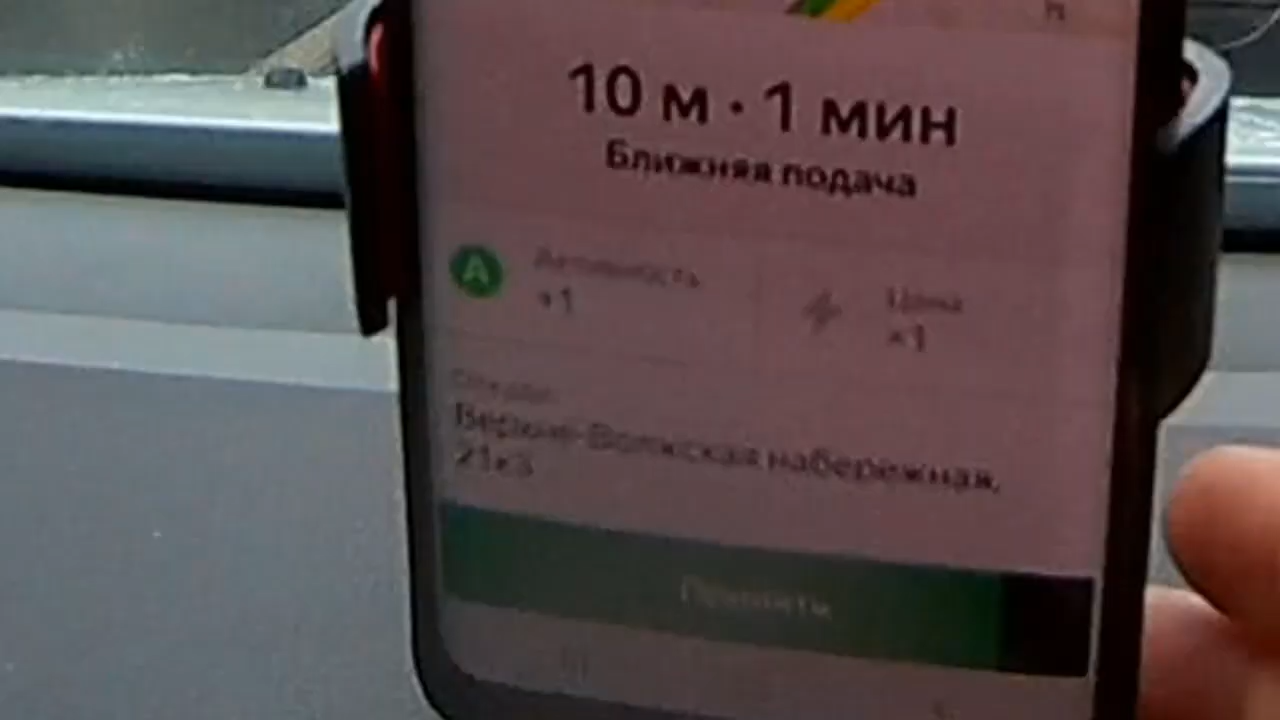 10 м · 1 мин
Ближняя подача
A
Активность
+1
Цена
×1
Откуда
Верхне-Волжская набережная,
21к3
Принять